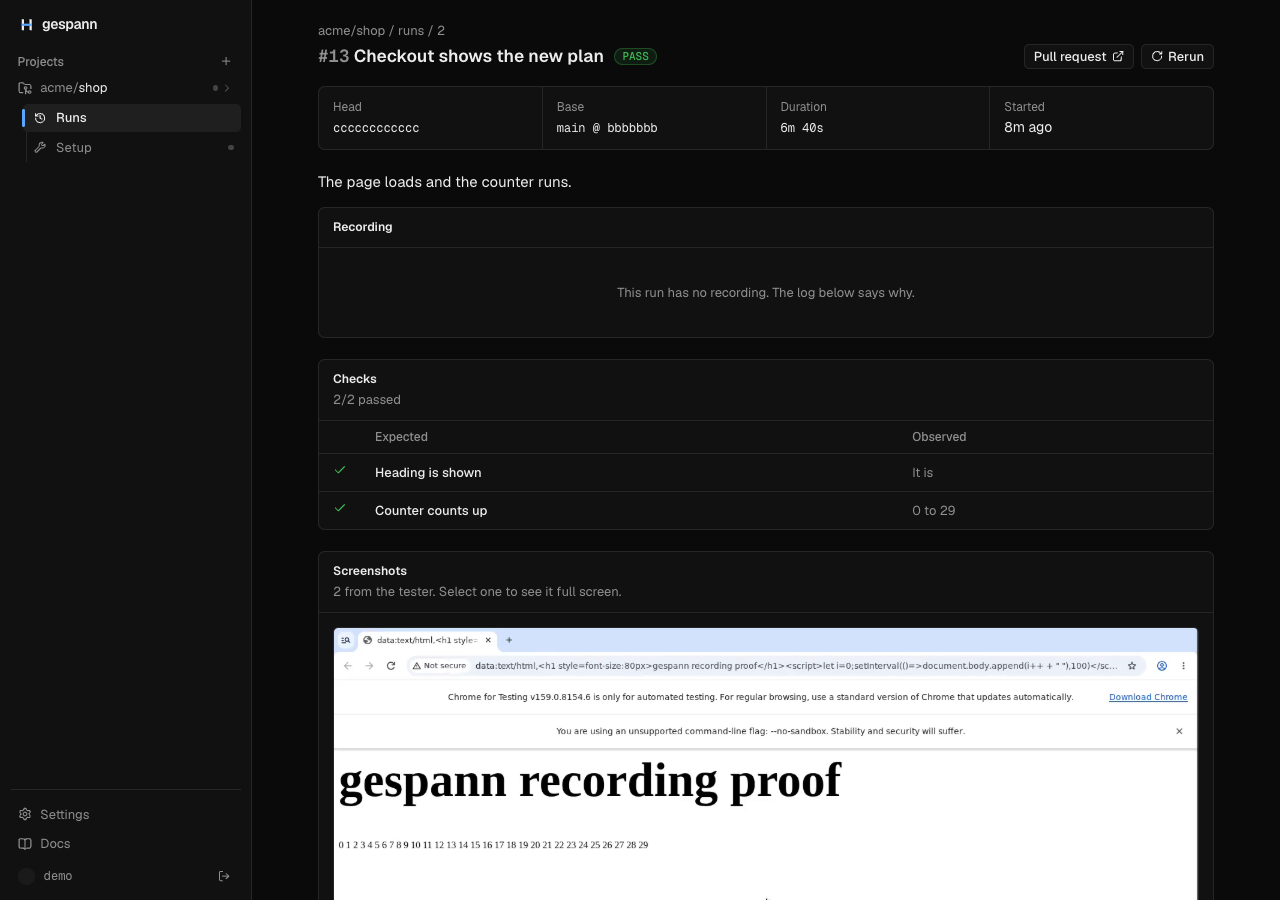 gespann
Projects
acme/shop
Runs
Setup
Settings
Docs
demo
acme/shop / runs / 2
#13 Checkout shows the new plan PASS
Pull request
Rerun
Head
cccccccccccc
Base
main @ bbbbbbb
Duration
6m 40s
Started
8m ago
The page loads and the counter runs.
Recording
This run has no recording. The log below says why.
Checks
2/2 passed
Expected Observed
Heading is shown It is
Counter counts up 0 to 29
Screenshots
2 from the tester. Select one to see it full screen.
data:text/html,<h1 style=
Not secure data:text/html,<h1 style=font-size:80px>gespann recording proof</h1><script>let i=0;setInterval(()=>document.body.append(i++ + " "),100)</sc...
Chrome for Testing v159.0.8154.6 is only for automated testing. For regular browsing, use a standard version of Chrome that updates automatically. Download Chrome
You are using an unsupported command-line flag: --no-sandbox. Stability and security will suffer.
gespann recording proof
0 1 2 3 4 5 6 7 8 9 10 11 12 13 14 15 16 17 18 19 20 21 22 23 24 25 26 27 28 29